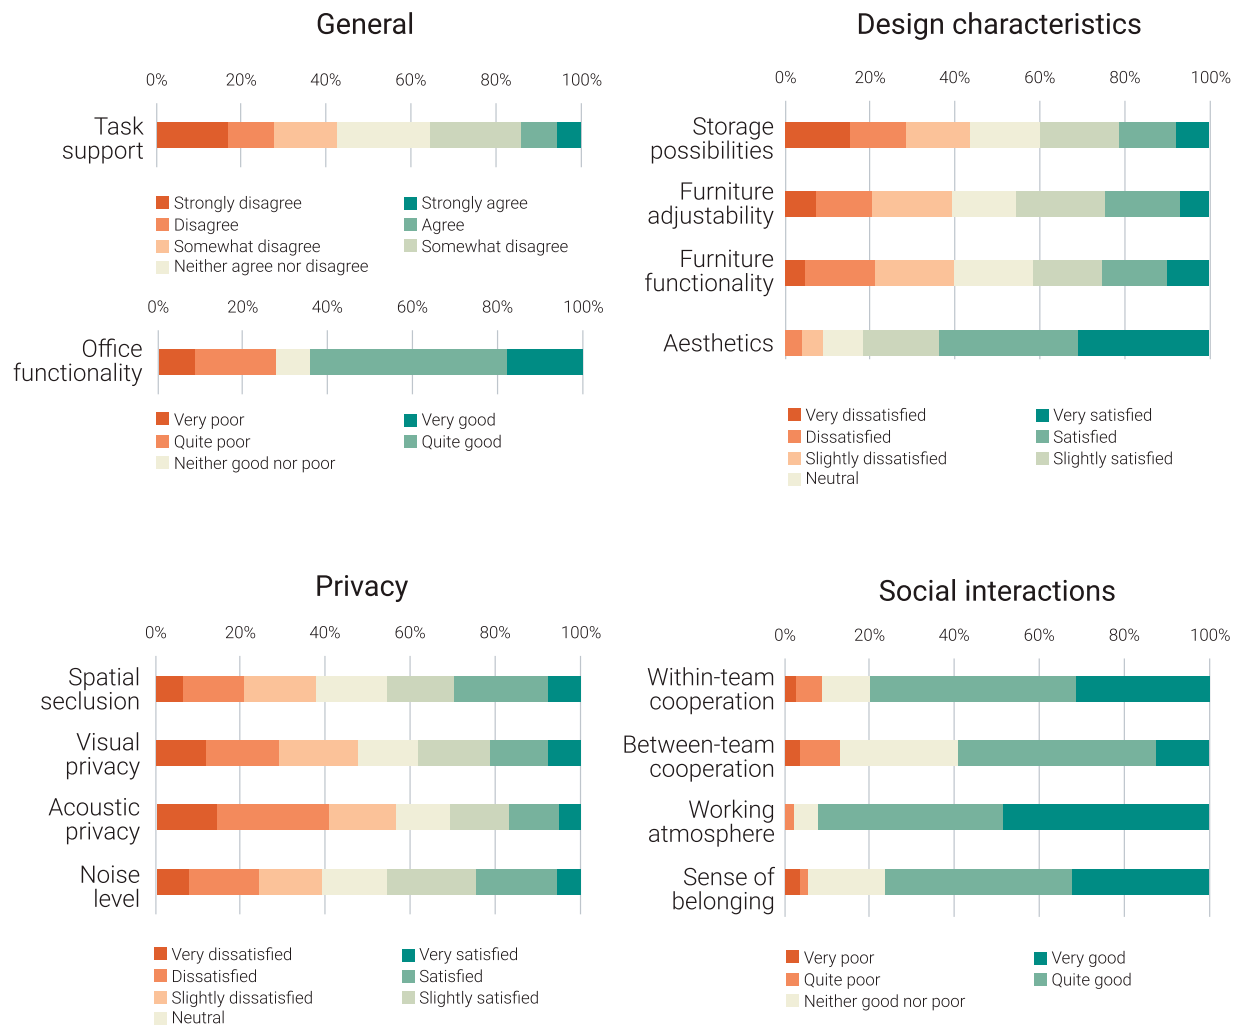 General
0% 20% 40% 60% 80% 100%
Task
support
Strongly disagree
Disagree
Somewhat disagree
Neither agree nor disagree
Strongly agree
Agree
Somewhat disagree
0% 20% 40% 60% 80% 100%
Office
functionality
Very poor
Quite poor
Neither good nor poor
Very good
Quite good
Design characteristics
0% 20% 40% 60% 80% 100%
Storage
possibilities
Furniture
adjustability
Furniture
functionality
Aesthetics
Very dissatisfied
Dissatisfied
Slightly dissatisfied
Neutral
Very satisfied
Satisfied
Slightly satisfied
Privacy
0% 20% 40% 60% 80% 100%
Spatial
seclusion
Visual
privacy
Acoustic
privacy
Noise
level
Very dissatisfied
Dissatisfied
Slightly dissatisfied
Neutral
Very satisfied
Satisfied
Slightly satisfied
Social interactions
0% 20% 40% 60% 80% 100%
Within-team
cooperation
Between-team
cooperation
Working
atmosphere
Sense of
belonging
Very poor
Quite poor
Neither good nor poor
Very good
Quite good